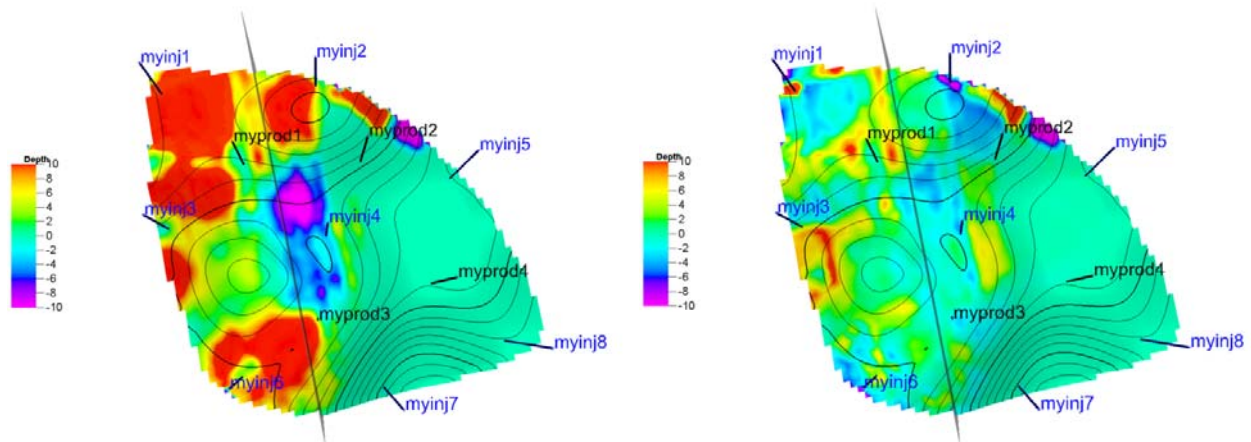 myinj1
myinj2
myprod1
myprod2
myinj5
Depth
10
8
6
4
2
0
-2
-4
-6
-8
-10
myinj3
myinj4
myprod4
myprod3
myinj8
myinj6
myinj7
myinj1
myinj2
myprod1
myprod2
myinj5
Depth
10
8
6
4
2
0
-2
-4
-6
-8
-10
myinj3
myinj4
myprod4
myprod3
myinj8
myinj6
myinj7